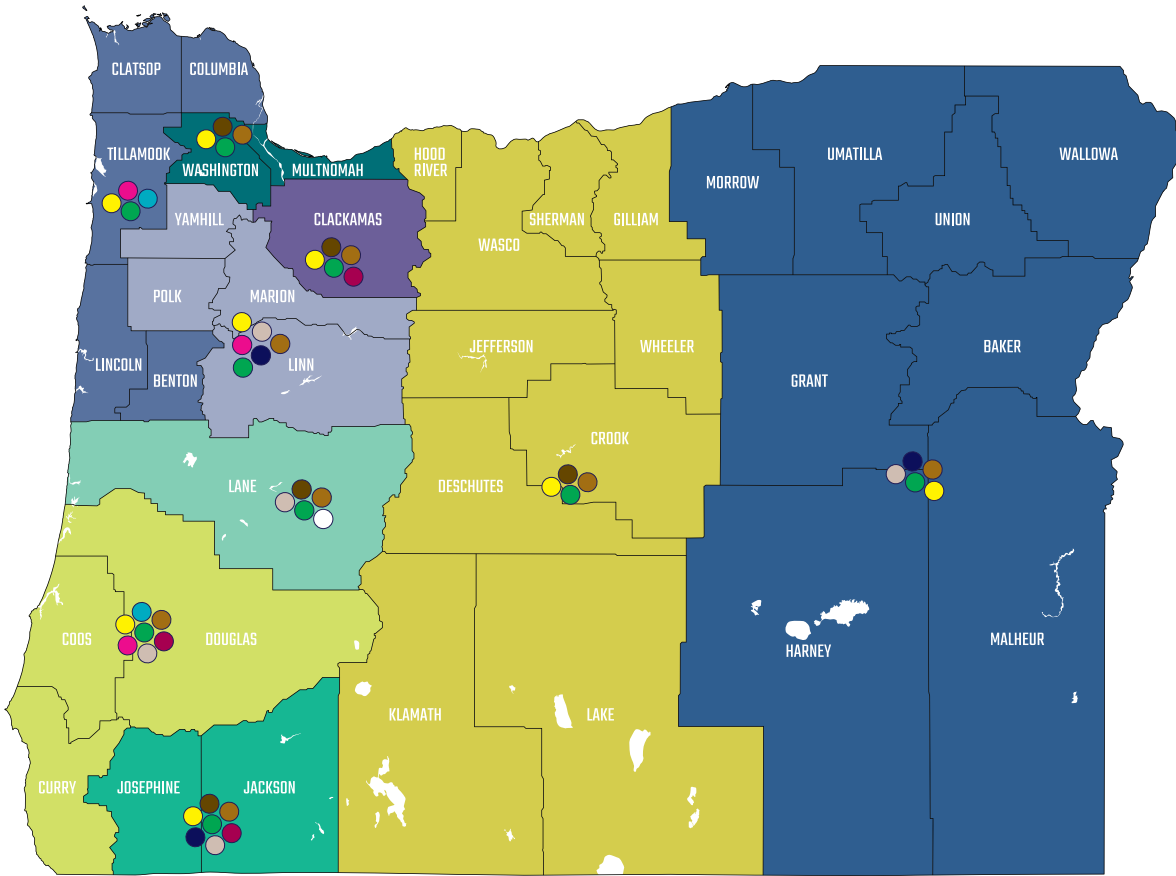 CLATSOP
COLUMBIA
TILLAMOOK
WASHINGTON
MULTNOMAH
HOOD
RIVER
MORROW
UMATILLA
WALLOWA
YAMHILL
CLACKAMAS
SHERMAN
GILLIAM
UNION
WASCO
POLK
MARION
JEFFERSON
WHEELER
BAKER
LINCOLN
BENTON
LINN
GRANT
CROOK
LANE
DESCHUTES
COOS
DOUGLAS
HARNEY
MALHEUR
KLAMATH
LAKE
CURRY
JOSEPHINE
JACKSON